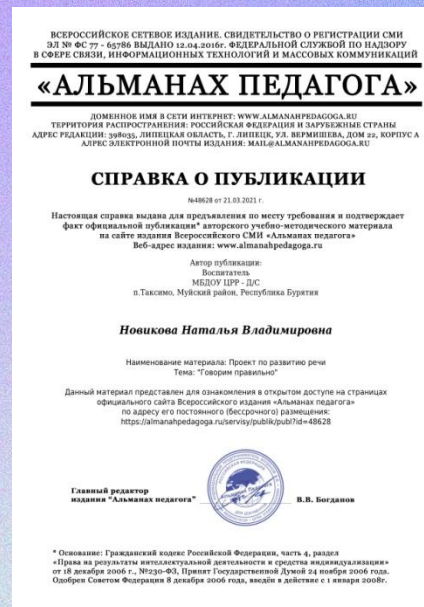 ВСЕРОССИЙСКОЕ СЕТЕВОЕ ИЗДАНИЕ. СВИДЕТЕЛЬСТВО О РЕГИСТРАЦИИ СМИ
ЭЛ № ФС 77 - 65786 ВЫДАНО 12.04.2016г. ФЕДЕРАЛЬНОЙ СЛУЖБОЙ ПО НАДЗОРУ
В СФЕРЕ СВЯЗИ, ИНФОРМАЦИОННЫХ ТЕХНОЛОГИЙ И МАССОВЫХ КОММУНИКАЦИЙ
«АЛЬМАНАХ ПЕДАГОГА»
ДОМЕННОЕ ИМЯ В СЕТИ ИНТЕРНЕТ: WWW.ALMANAHPEDAGOGA.RU
ТЕРРИТОРИЯ РАСПРОСТРАНЕНИЯ: РОССИЙСКАЯ ФЕДЕРАЦИЯ И ЗАРУБЕЖНЫЕ СТРАНЫ
АДРЕС РЕДАКЦИИ: 398035, ЛИПЕЦКАЯ ОБЛАСТЬ, Г. ЛИПЕЦК, УЛ. ВЕРМИШЕВА, ДОМ 22, КОРПУС А
АЛРЕС ЭЛЕКТРОННОЙ ПОЧТЫ ИЗДАНИЯ: MAIL@ALMANAHPEDAGOGA.RU
СПРАВКА О ПУБЛИКАЦИИ
№48628 от 21.03.2021 г.
Настоящая справка выдана для предъявления по месту требования и подтверждает
факт официальной публикации* авторского учебно-методического материала
на сайте издания Всероссийского СМИ «Альманах педагога»
Веб-адрес издания: www.almanahpedagoga.ru
Автор публикации:
Воспитатель
МБДОУ ЦРР - Д/С
п.Таксимо, Муйский район, Республика Бурятия
Новикова Наталья Владимировна
Наименование материала: Проект по развитию речи
Тема: "Говорим правильно"
Данный материал представлен для ознакомления в открытом доступе на страницах
официального сайта Всероссийского издания «Альманах педагога»
по адресу его постоянного (бессрочного) размещения:
https://almanahpedagoga.ru/servisy/publik/publ?id=48628
Главный редактор
издания "Альманах педагога"
В.В. Богданов
* Основание: Гражданский кодекс Российской Федерации, часть 4, раздел
«Права на результаты интеллектуальной деятельности и средства индивидуализации»
от 18 декабря 2006 г., №230-ФЗ, Принят Государственной Думой 24 ноября 2006 года.
Одобрен Советом Федерации 8 декабря 2006 года, введён в действие с 1 января 2008г.